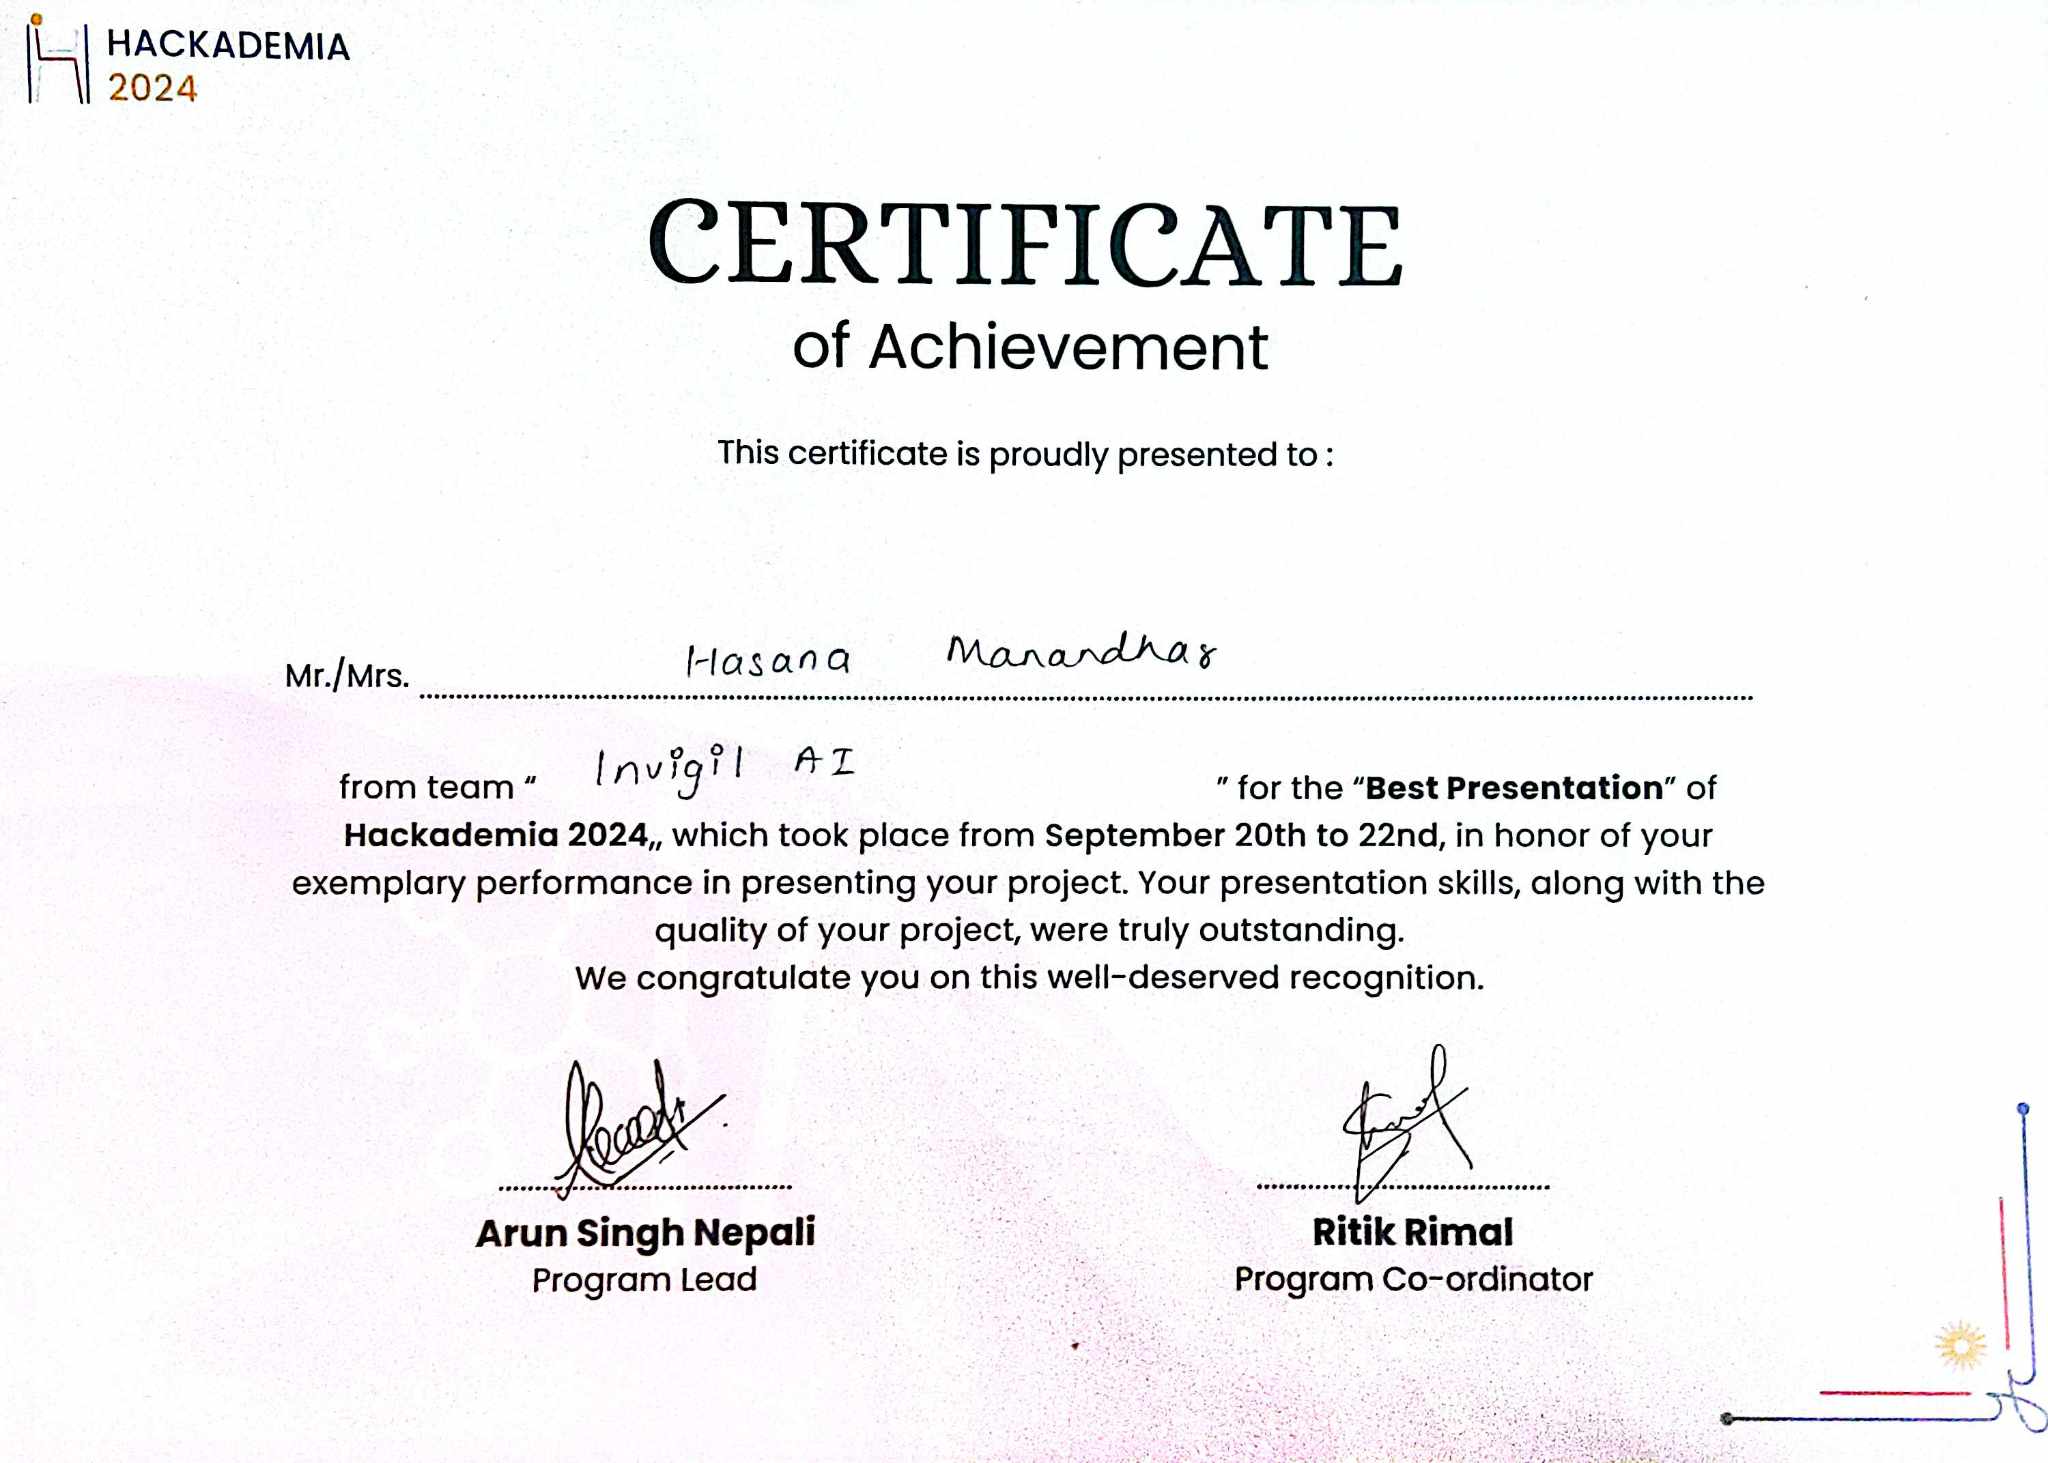 HACKADEMIA
2024
CERTIFICATE
of Achievement
This certificate is proudly presented to :
Mr./Mrs. Hasana Manandhar
from team “ Invigil AI ” for the “Best Presentation” of
Hackademia 2024,, which took place from September 20th to 22nd, in honor of your
exemplary performance in presenting your project. Your presentation skills, along with the
quality of your project, were truly outstanding.
We congratulate you on this well-deserved recognition.
Arun Singh Nepali
Program Lead
Ritik Rimal
Program Co-ordinator